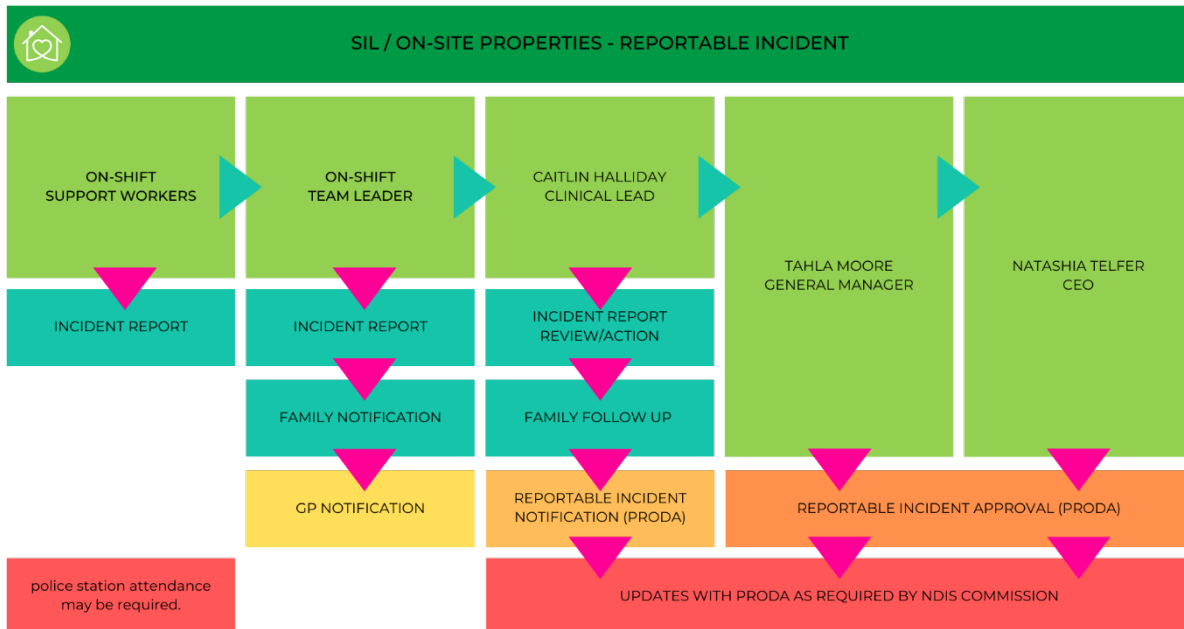 SIL / ON-SITE PROPERTIES - REPORTABLE INCIDENT
ON-SHIFT
SUPPORT WORKERS
ON-SHIFT
TEAM LEADER
CAITLIN HALLIDAY
CLINICAL LEAD
TAHLA MOORE
GENERAL MANAGER
NATASHIA TELFER
CEO
INCIDENT REPORT
INCIDENT REPORT
INCIDENT REPORT
REVIEW/ACTION
FAMILY NOTIFICATION
FAMILY FOLLOW UP
GP NOTIFICATION
REPORTABLE INCIDENT
NOTIFICATION (PRODA)
REPORTABLE INCIDENT APPROVAL (PRODA)
police station attendance
may be required.
UPDATES WITH PRODA AS REQUIRED BY NDIS COMMISSION